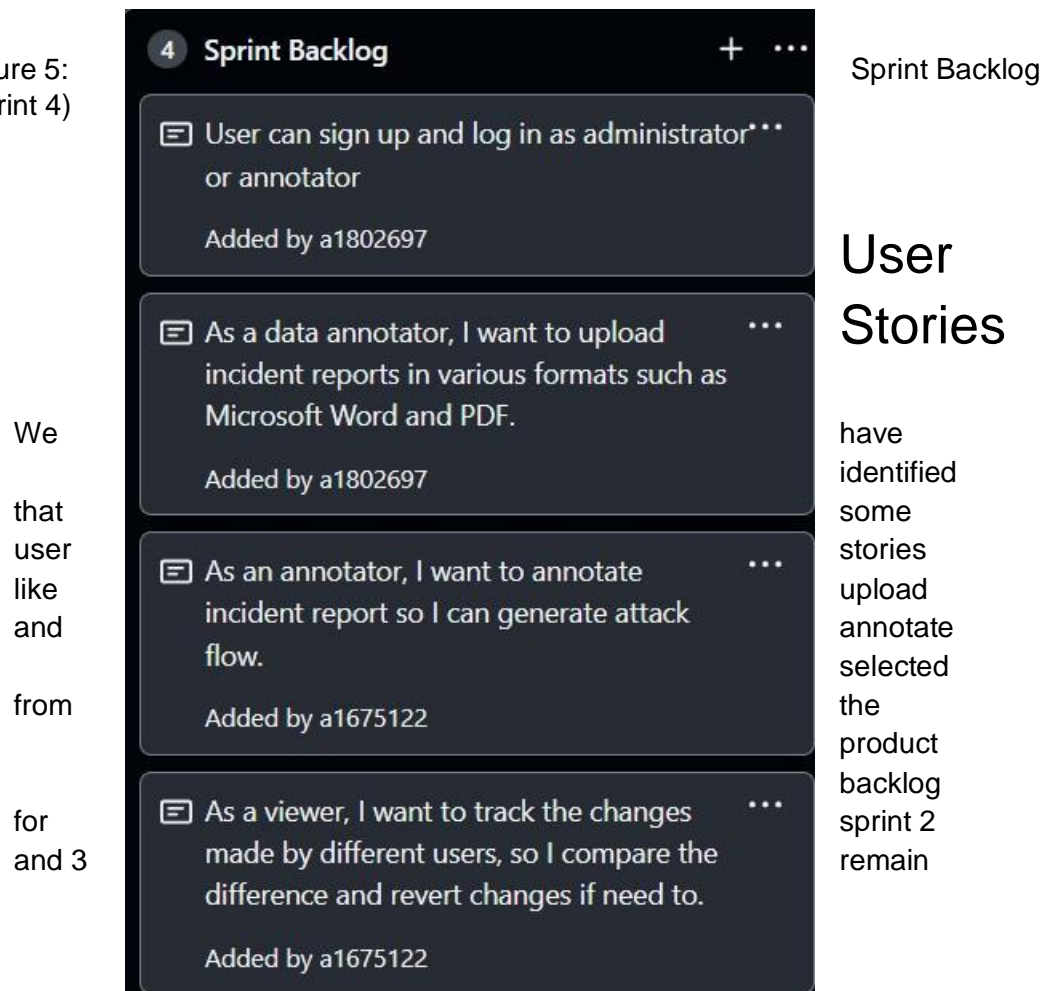 ure 5: Sprint Backlog
rint 4)
4 Sprint Backlog + ...
User can sign up and log in as administrator...
or annotator
Added by a1802697
As a data annotator, I want to upload ...
incident reports in various formats such as
Microsoft Word and PDF.
Added by a1802697
As an annotator, I want to annotate ...
incident report so I can generate attack
flow.
Added by a1675122
As a viewer, I want to track the changes ...
made by different users, so I compare the
difference and revert changes if need to.
Added by a1675122
User
Stories
We have
identified
that some
user stories
like upload
and annotate
selected
from the
product
backlog
for sprint 2
and 3 remain